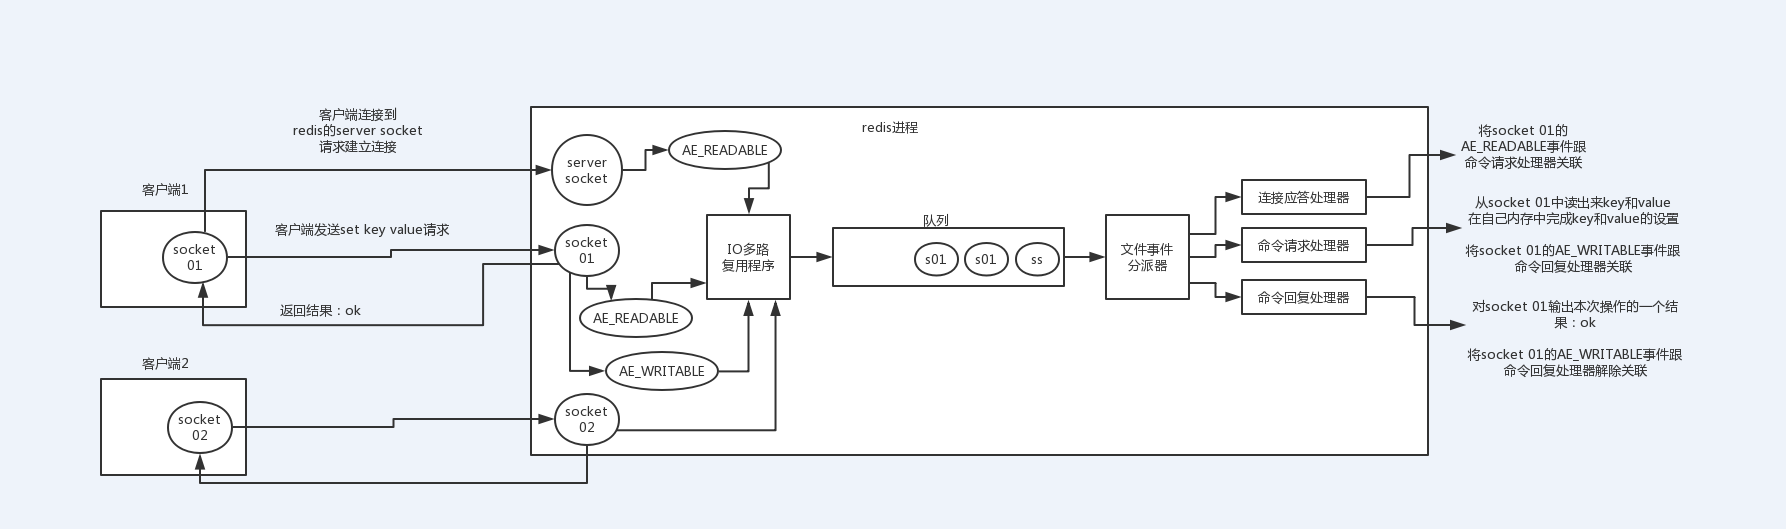 客户端连接到
redis的server socket
请求建立连接
客户端1
socket
01
客户端发送set key value请求
返回结果：ok
客户端2
socket
02
redis进程
server
socket
AE_READABLE
socket
01
AE_READABLE
AE_WRITABLE
socket
02
IO多路
复用程序
队列
s01
s01
ss
文件事件
分派器
连接应答处理器
命令请求处理器
命令回复处理器
将socket 01的
AE_READABLE事件跟
命令请求处理器关联
从socket 01中读出来key和value
在自己内存中完成key和value的设置
将socket 01的AE_WRITABLE事件跟
命令回复处理器关联
对socket 01输出本次操作的一个结
果：ok
将socket 01的AE_WRITABLE事件跟
命令回复处理器解除关联